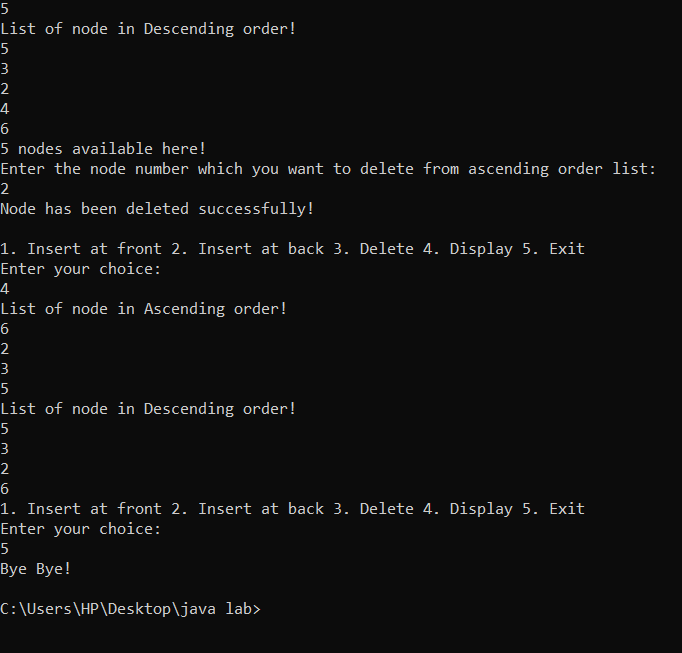 5
List of node in Descending order!
5
3
2
4
6
5 nodes available here!
Enter the node number which you want to delete from ascending order list:
2
Node has been deleted successfully!
1. Insert at front 2. Insert at back 3. Delete 4. Display 5. Exit
Enter your choice:
4
List of node in Ascending order!
6
2
3
5
List of node in Descending order!
5
3
2
6
1. Insert at front 2. Insert at back 3. Delete 4. Display 5. Exit
Enter your choice:
5
Bye Bye!
C:\Users\HP\Desktop\java lab>